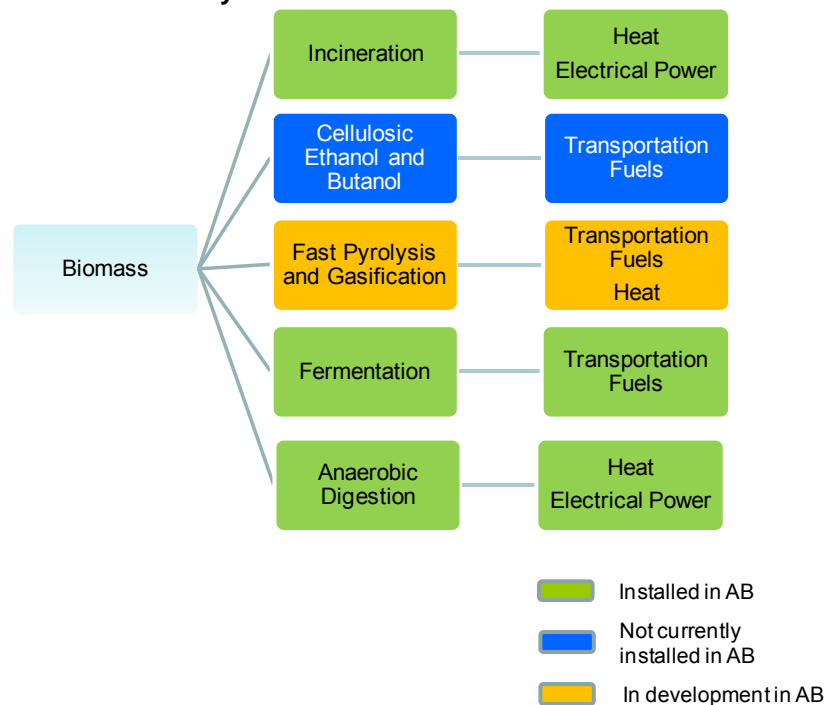 Incineration
Heat
Electrical Power
Cellulosic
Ethanol and
Butanol
Transportation
Fuels
Biomass
Fast Pyrolysis
and Gasification
Transportation
Fuels
Heat
Fermentation
Transportation
Fuels
Anaerobic
Digestion
Heat
Electrical Power
Installed in AB
Not currently
installed in AB
In development in AB